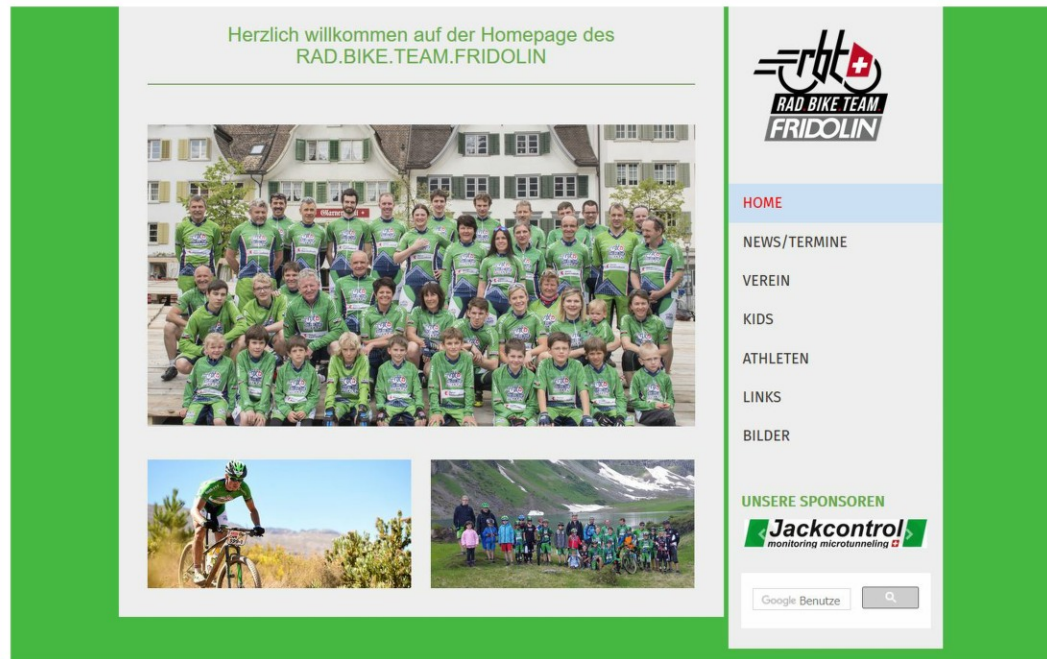 Herzlich willkommen auf der Homepage des
RAD.BIKE.TEAM.FRIDOLIN
rbt
RAD.BIKE.TEAM.
FRIDOLIN
HOME
NEWS/TERMINE
VEREIN
KIDS
ATHLETEN
LINKS
BILDER
UNSERE SPONSOREN
Jackcontrol
monitoring microtunneling
Google Benutze